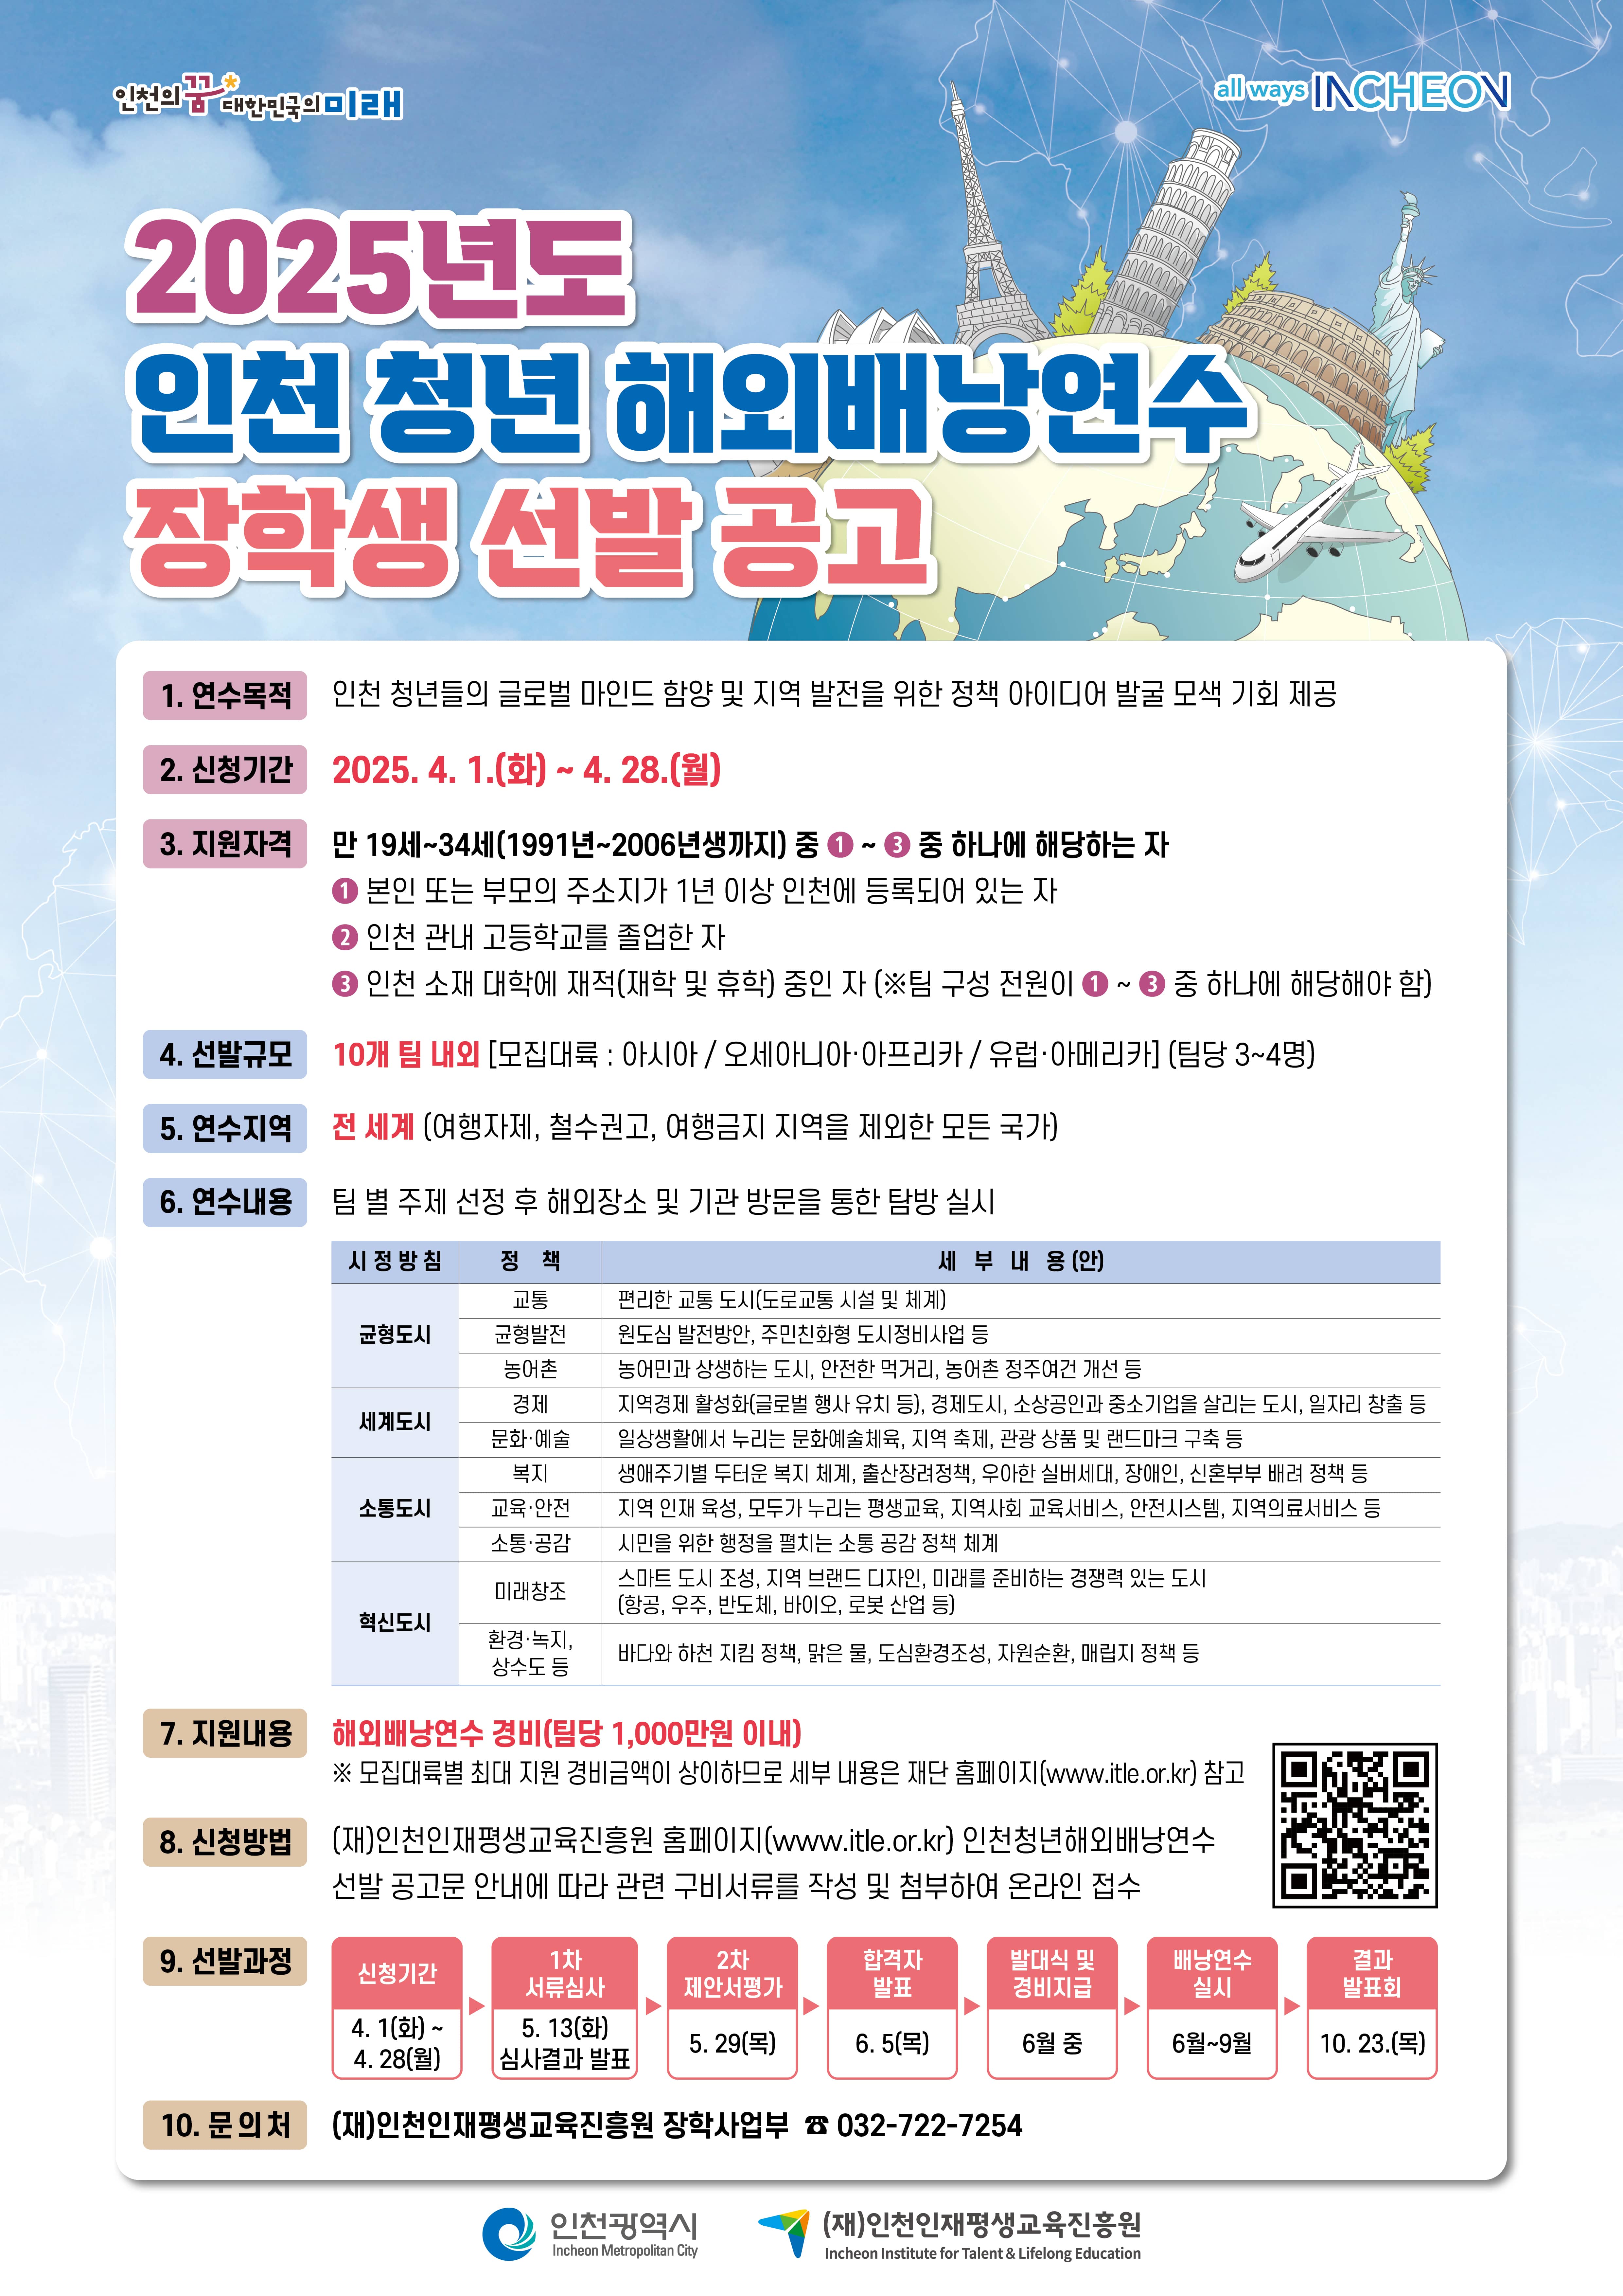 인천의 꿈* 대한민국의 미래
all ways INCHEON
2025년도
인천 청년 해외배낭연수
장학생 선발 공고
1. 연수목적
인천 청년들의 글로벌 마인드 함양 및 지역 발전을 위한 정책 아이디어 발굴 모색 기회 제공
2. 신청기간
2025. 4. 1.(화) ~ 4. 28.(월)
3. 지원자격
만 19세~34세(1991년~2006년생까지) 중 ❶ ~ ❸ 중 하나에 해당하는 자
❶ 본인 또는 부모의 주소지가 1년 이상 인천에 등록되어 있는 자
❷ 인천 관내 고등학교를 졸업한 자
❸ 인천 소재 대학에 재적(재학 및 휴학) 중인 자 (※팀 구성 전원이 ❶ ~ ❸ 중 하나에 해당해야 함)
4. 선발규모
10개 팀 내외 [모집대륙 : 아시아 / 오세아니아·아프리카 / 유럽·아메리카] (팀당 3~4명)
5. 연수지역
전 세계 (여행자제, 철수권고, 여행금지 지역을 제외한 모든 국가)
6. 연수내용
팀 별 주제 선정 후 해외장소 및 기관 방문을 통한 탐방 실시
시 정 방 침
정 책
세 부 내 용 (안)
균형도시
교통
편리한 교통 도시(도로교통 시설 및 체계)
균형발전
원도심 발전방안, 주민친화형 도시정비사업 등
농어촌
농어민과 상생하는 도시, 안전한 먹거리, 농어촌 정주여건 개선 등
세계도시
경제
지역경제 활성화(글로벌 행사 유치 등), 경제도시, 소상공인과 중소기업을 살리는 도시, 일자리 창출 등
문화·예술
일상생활에서 누리는 문화예술체육, 지역 축제, 관광 상품 및 랜드마크 구축 등
소통도시
복지
생애주기별 두터운 복지 체계, 출산장려정책, 우아한 실버세대, 장애인, 신혼부부 배려 정책 등
교육·안전
지역 인재 육성, 모두가 누리는 평생교육, 지역사회 교육서비스, 안전시스템, 지역의료서비스 등
소통·공감
시민을 위한 행정을 펼치는 소통 공감 정책 체계
혁신도시
미래창조
스마트 도시 조성, 지역 브랜드 디자인, 미래를 준비하는 경쟁력 있는 도시
(항공, 우주, 반도체, 바이오, 로봇 산업 등)
환경·녹지,
상수도 등
바다와 하천 지킴 정책, 맑은 물, 도심환경조성, 자원순환, 매립지 정책 등
7. 지원내용
해외배낭연수 경비(팀당 1,000만원 이내)
※ 모집대륙별 최대 지원 경비금액이 상이하므로 세부 내용은 재단 홈페이지(www.itle.or.kr) 참고
8. 신청방법
(재)인천인재평생교육진흥원 홈페이지(www.itle.or.kr) 인천청년해외배낭연수
선발 공고문 안내에 따라 관련 구비서류를 작성 및 첨부하여 온라인 접수
9. 선발과정
신청기간
4. 1(화) ~
4. 28(월)
1차
서류심사
5. 13(화)
심사결과 발표
2차
제안서평가
5. 29(목)
합격자
발표
6. 5(목)
발대식 및
경비지급
6월 중
배낭연수
실시
6월~9월
결과
발표회
10. 23.(목)
10. 문 의 처
(재)인천인재평생교육진흥원 장학사업부 ☎ 032-722-7254
인천광역시
Incheon Metropolitan City
(재)인천인재평생교육진흥원
Incheon Institute for Talent & Lifelong Education